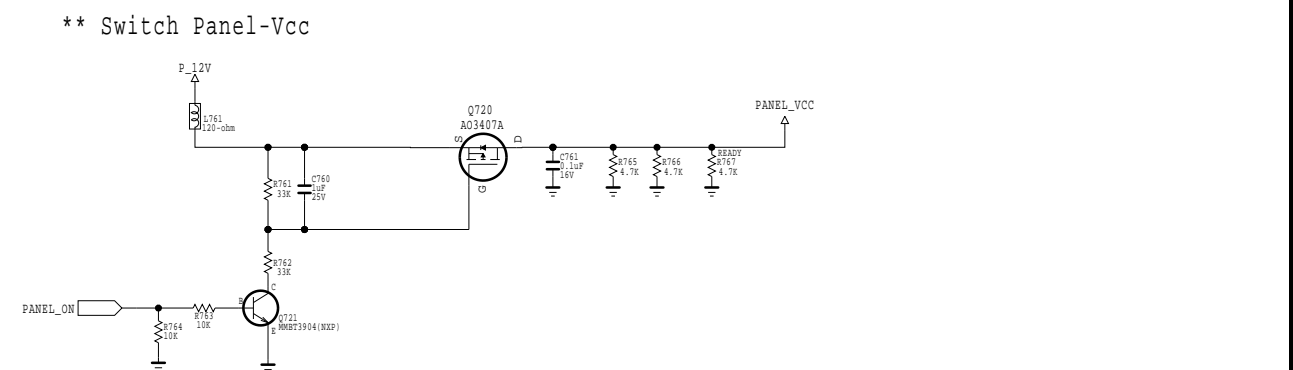 ** Switch Panel-Vcc
P_12V
L761
120-ohm
Q720
AO3407A
S
D
G
PANEL_VCC
C761
0.1uF
16V
R765
4.7K
R766
4.7K
READY
R767
4.7K
R761
33K
C760
1uF
25V
R762
33K
C
PANEL_ON
R763
10K
B
Q721
MMBT3904(NXP)
E
R764
10K